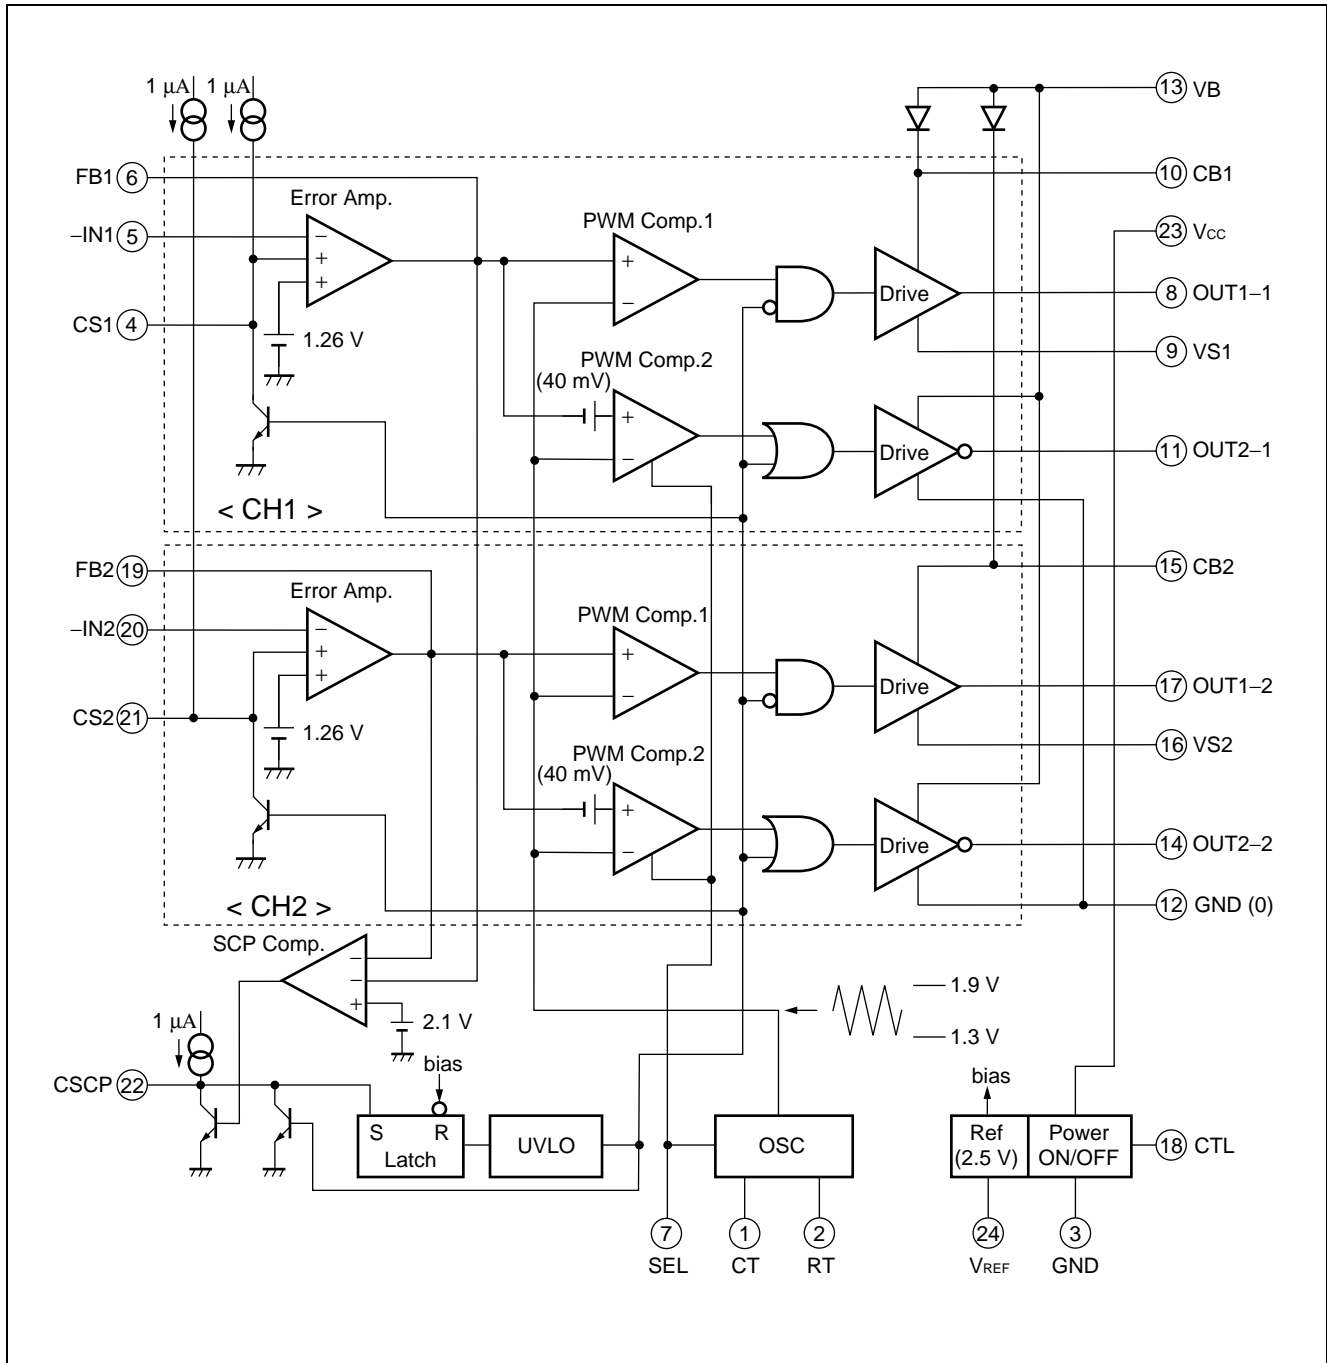 1 µA 1 µA
13 VB
FB1 6
Error Amp.
10 CB1
PWM Comp.1
–IN1 5
−
+
+
23 VCC
+
−
Drive
8 OUT1–1
CS1 4
1.26 V
9 VS1
PWM Comp.2
(40 mV)
+
−
Drive
11 OUT2–1
< CH1 >
FB2 19
15 CB2
Error Amp.
PWM Comp.1
–IN2 20
−
+
+
+
−
Drive
17 OUT1–2
CS2 21
1.26 V
16 VS2
PWM Comp.2
(40 mV)
+
−
Drive
14 OUT2–2
< CH2 >
12 GND (0)
SCP Comp.
−
−
+
2.1 V
1.9 V
1.3 V
1 µA
bias
CSCP 22
bias
S R
Latch
UVLO
OSC
Ref
(2.5 V)
Power
ON/OFF
18 CTL
7
SEL
1
CT
2
RT
24
VREF
3
GND